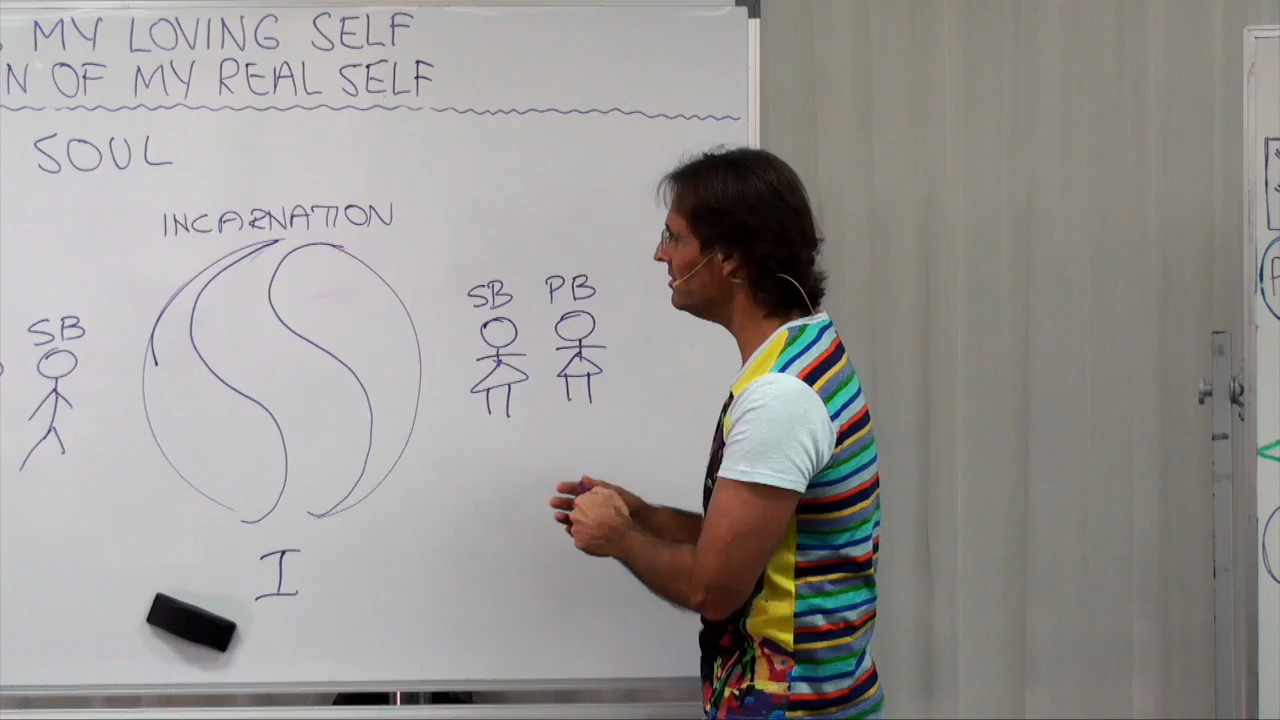 MY LOVING SELF
N OF MY REAL SELF
SOUL
INCARNATION
SB PB
SB
I